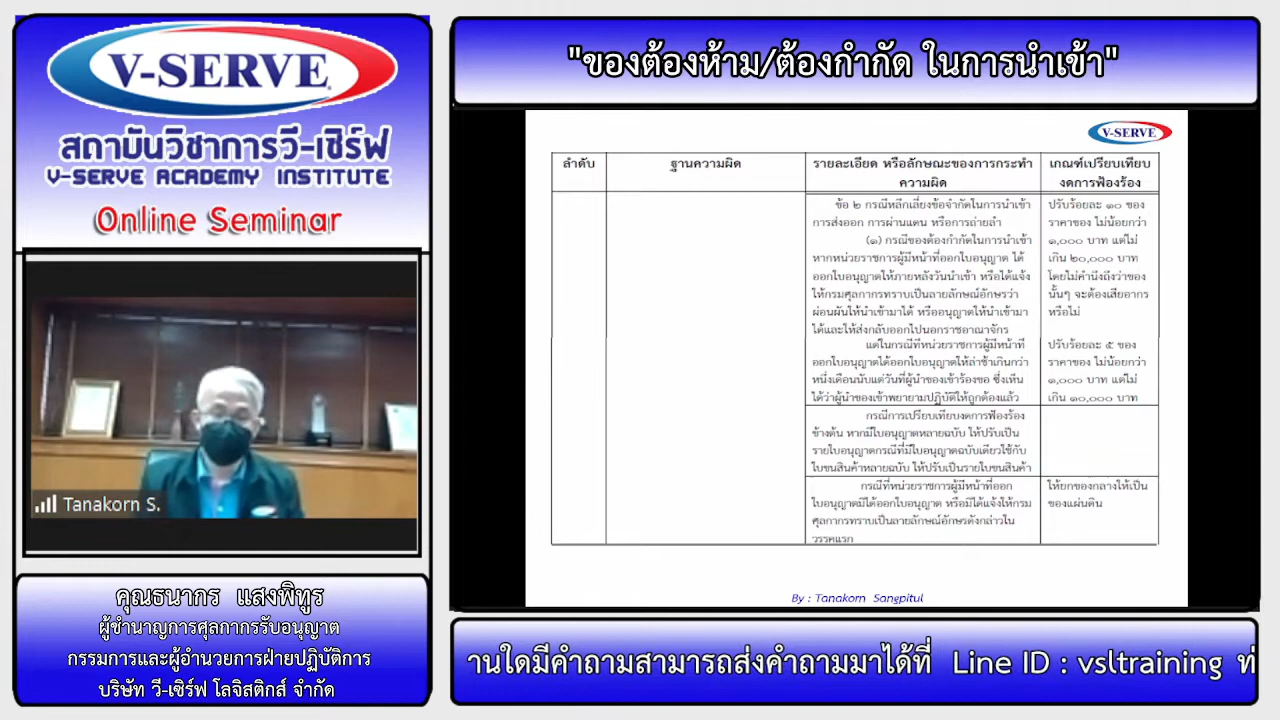 V-SERVE
สถาบันวิชาการวี-เซิร์ฟ
V-SERVE ACADEMY INSTITUTE
Online Seminar
Tanakorn S.
คุณธนากร แสงพิทูร
ผู้ชำนาญการศุลกากรรับอนุญาต
กรรมการและผู้อำนวยการฝ่ายปฏิบัติการ
บริษัท วี-เซิร์ฟ โลจิสติกส์ จำกัด
"ของต้องห้าม/ต้องกำกัด ในการนำเข้า"
V-SERVE
ลำดับ
ฐานความผิด
รายละเอียด หรือลักษณะของการกระทำ
ความผิด
เกณฑ์เปรียบเทียบ
งดการฟ้องร้อง
ข้อ ๒ กรณีหลีกเลี่ยงข้อจำกัดในการนำเข้า
การส่งออก การผ่านแดน หรือการถ่ายลำ
(๑) กรณีของต้องกำกัดในการนำเข้า
หากหน่วยราชการผู้มีหน้าที่ออกใบอนุญาต ได้
ออกใบอนุญาตให้ภายหลังวันนำเข้า หรือได้แจ้ง
ให้กรมศุลกากรทราบเป็นลายลักษณ์อักษรว่า
ผ่อนผันให้นำเข้ามาได้ หรืออนุญาตให้นำเข้ามา
ได้และให้ส่งกลับออกไปนอกราชอาณาจักร
ปรับร้อยละ ๑๐ ของ
ราคาของ ไม่น้อยกว่า
๑,๐๐๐ บาท แต่ไม่
เกิน ๒๐,๐๐๐ บาท
โดยไม่คำนึงถึงว่าของ
นั้นๆ จะต้องเสียอากร
หรือไม่
แต่ในกรณีที่หน่วยราชการผู้มีหน้าที่
ออกใบอนุญาตได้ออกใบอนุญาตให้ล่าช้าเกินกว่า
หนึ่งเดือนนับแต่วันที่ผู้นำของเข้าร้องขอ ซึ่งเห็น
ได้ว่าผู้นำของเข้าพยายามปฏิบัติให้ถูกต้องแล้ว
ปรับร้อยละ ๕ ของ
ราคาของ ไม่น้อยกว่า
๑,๐๐๐ บาท แต่ไม่
เกิน ๑๐,๐๐๐ บาท
กรณีการเปรียบเทียบงดการฟ้องร้อง
ข้างต้น หากมีใบอนุญาตหลายฉบับ ให้ปรับเป็น
รายใบอนุญาตกรณีที่มีใบอนุญาตฉบับเดียวใช้กับ
ใบขนสินค้าหลายฉบับ ให้ปรับเป็นรายใบขนสินค้า
กรณีที่หน่วยราชการผู้มีหน้าที่ออก
ใบอนุญาตมิได้ออกใบอนุญาต หรือมิได้แจ้งให้กรม
ศุลกากรทราบเป็นลายลักษณ์อักษรดังกล่าวใน
วรรคแรก
ให้ยกของกลางให้เป็น
ของแผ่นดิน
By : Tanakorn Sangpitul
านใดมีคำถามสามารถส่งคำถามมาได้ที่ Line ID : vsltraining ท่